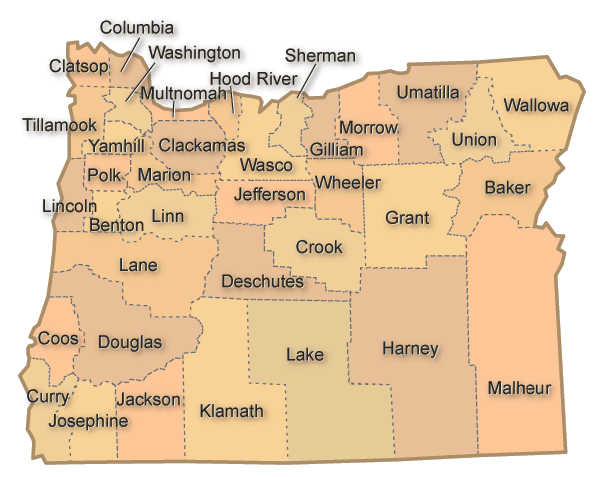 Columbia
Washington
Sherman
Clatsop
Hood River
Multnomah
Umatilla
Wallowa
Tillamook
Morrow
Yamhill
Clackamas
Gilliam
Union
Wasco
Polk
Marion
Wheeler
Baker
Jefferson
Lincoln
Linn
Benton
Grant
Crook
Lane
Deschutes
Coos
Douglas
Lake
Harney
Malheur
Curry
Jackson
Josephine
Klamath